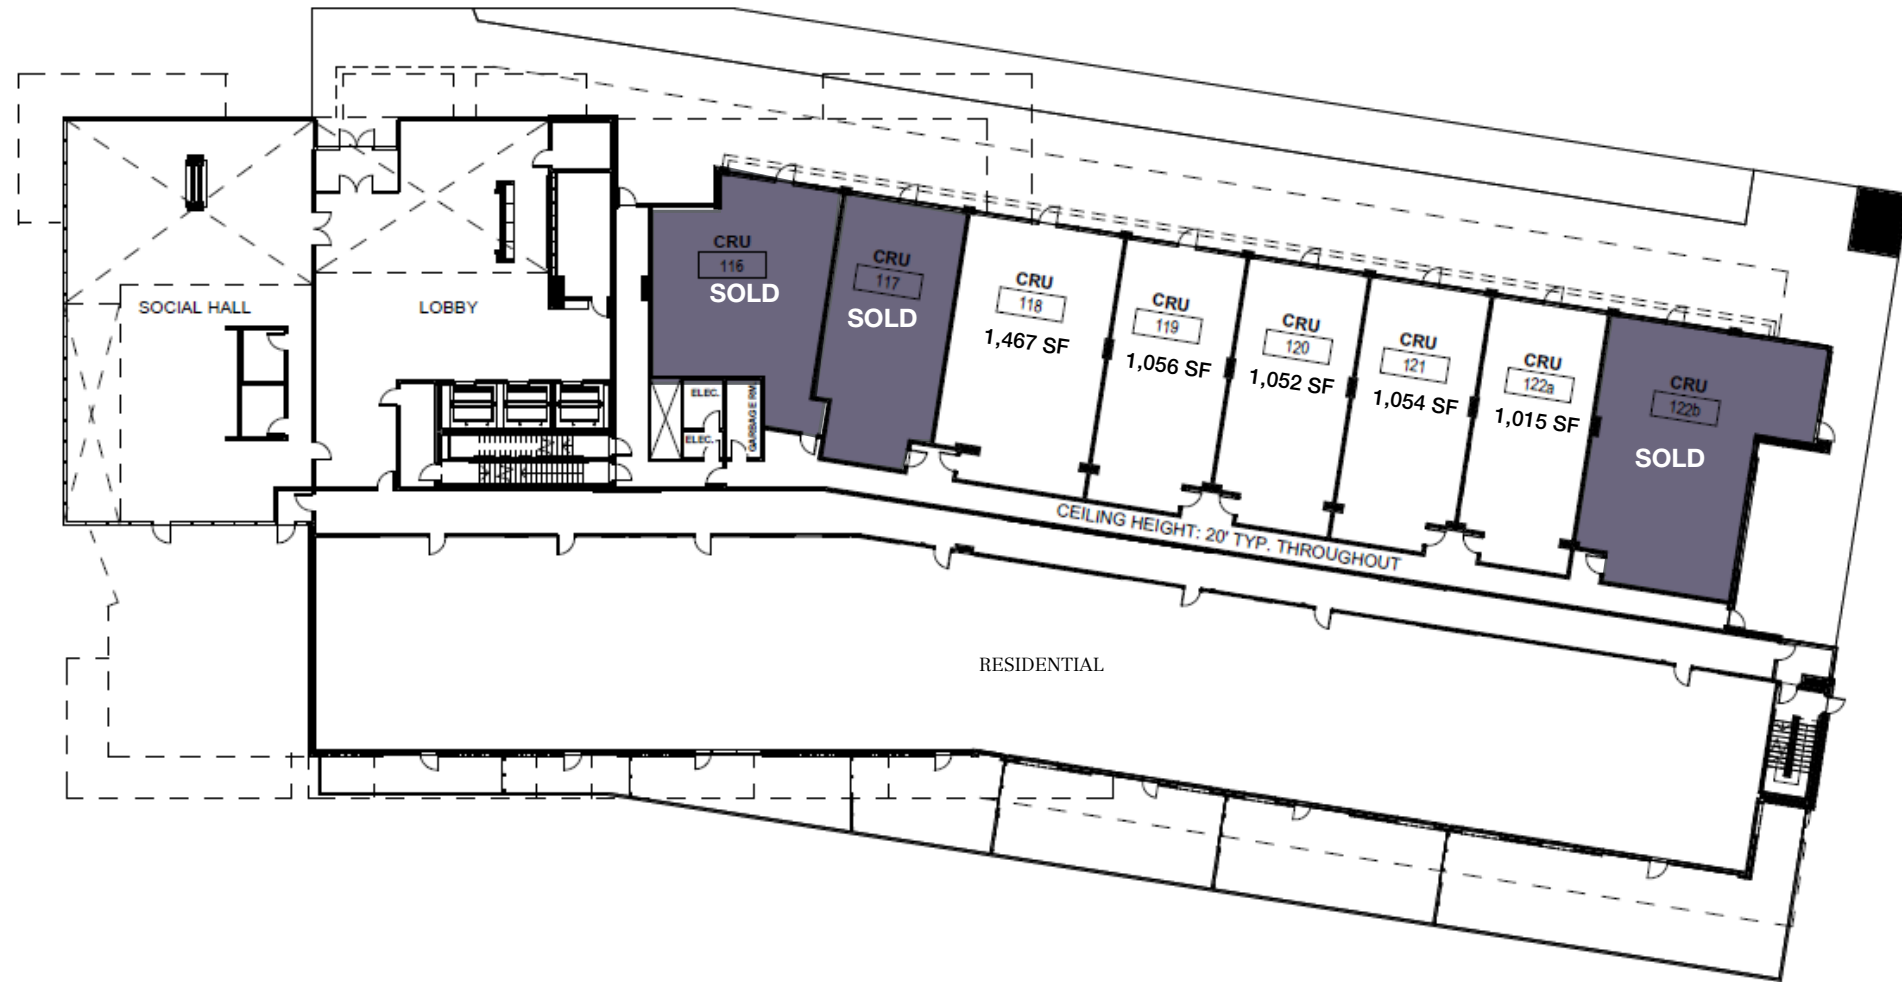 SOCIAL HALL
LOBBY
CRU
116
SOLD
CRU
117
SOLD
CRU
118
1,467 SF
CRU
119
1,056 SF
CRU
120
1,052 SF
CRU
121
1,054 SF
CRU
122a
1,015 SF
CRU
122b
SOLD
ELEC.
ELEC.
GARBAGE RM
CEILING HEIGHT: 20' TYP. THROUGHOUT
RESIDENTIAL